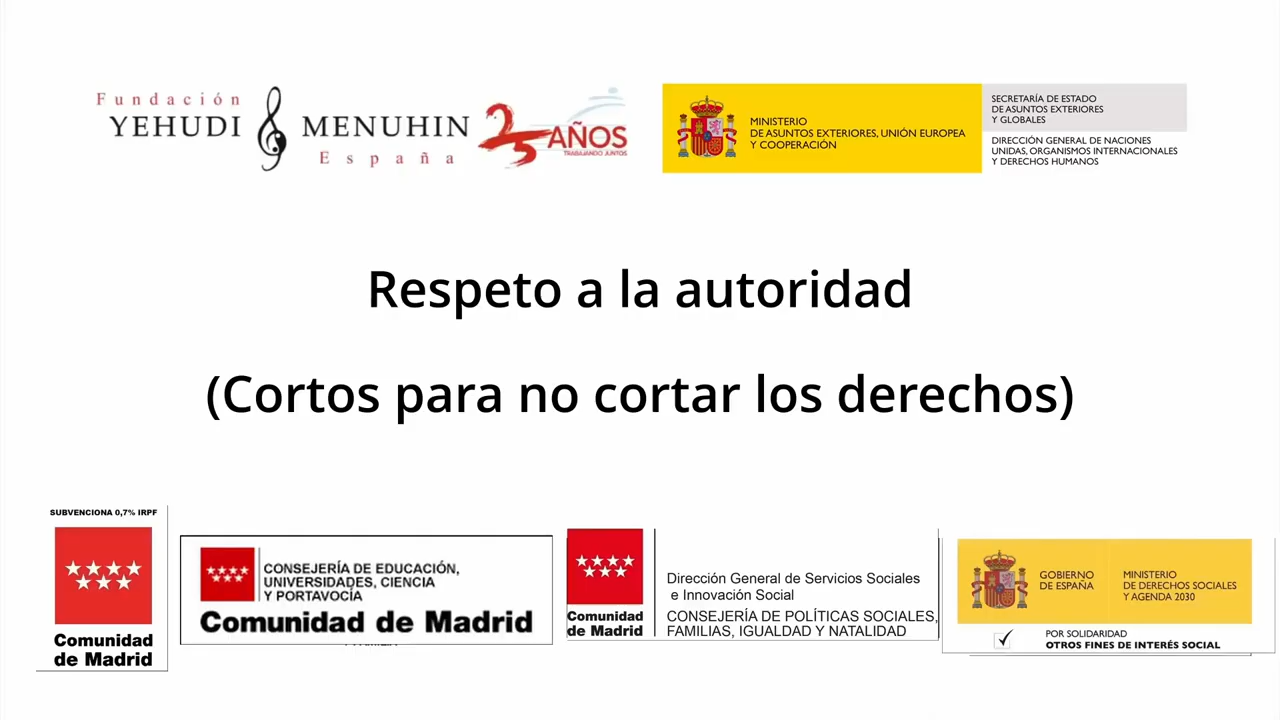 Fundación
YEHUDI MENUHIN
España
25 AÑOS
TRABAJANDO JUNTOS
MINISTERIO
DE ASUNTOS EXTERIORES, UNIÓN EUROPEA
Y COOPERACIÓN
SECRETARÍA DE ESTADO
DE ASUNTOS EXTERIORES
Y GLOBALES
DIRECCIÓN GENERAL DE NACIONES
UNIDAS, ORGANISMOS INTERNACIONALES
Y DERECHOS HUMANOS
Respeto a la autoridad
(Cortos para no cortar los derechos)
SUBVENCIONA 0,7% IRPF
Comunidad
de Madrid
CONSEJERÍA DE EDUCACIÓN,
UNIVERSIDADES, CIENCIA
Y PORTAVOCÍA
Comunidad de Madrid
Comunidad
de Madrid
Dirección General de Servicios Sociales
e Innovación Social
CONSEJERÍA DE POLÍTICAS SOCIALES,
FAMILIAS, IGUALDAD Y NATALIDAD
GOBIERNO
DE ESPAÑA
MINISTERIO
DE DERECHOS SOCIALES
Y AGENDA 2030
POR SOLIDARIDAD
OTROS FINES DE INTERÉS SOCIAL